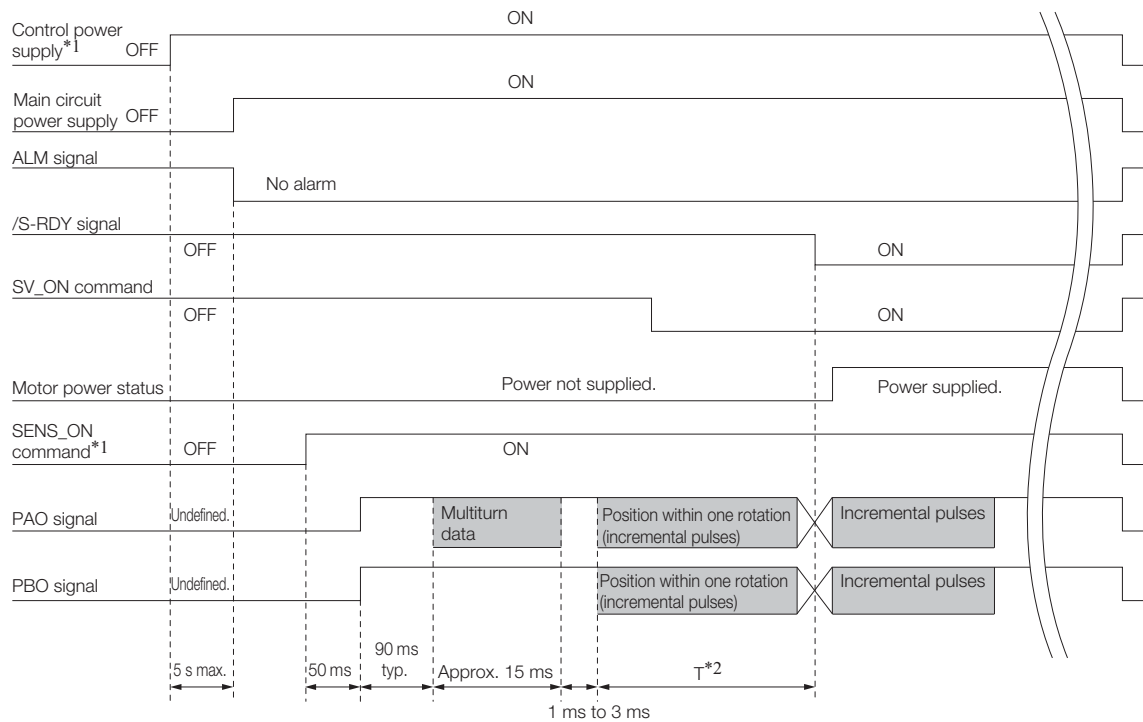 Control power
supply*1 OFF ON
Main circuit
power supply OFF ON
ALM signal
No alarm
/S-RDY signal
OFF ON
SV_ON command
OFF ON
Motor power status Power not supplied. Power supplied.
SENS_ON
command*1 OFF ON
PAO signal Undefined. Multiturn
data Position within one rotation
(incremental pulses) Incremental pulses
PBO signal Undefined. Position within one rotation
(incremental pulses) Incremental pulses
5 s max. 50 ms 90 ms
typ. Approx. 15 ms T*2
1 ms to 3 ms